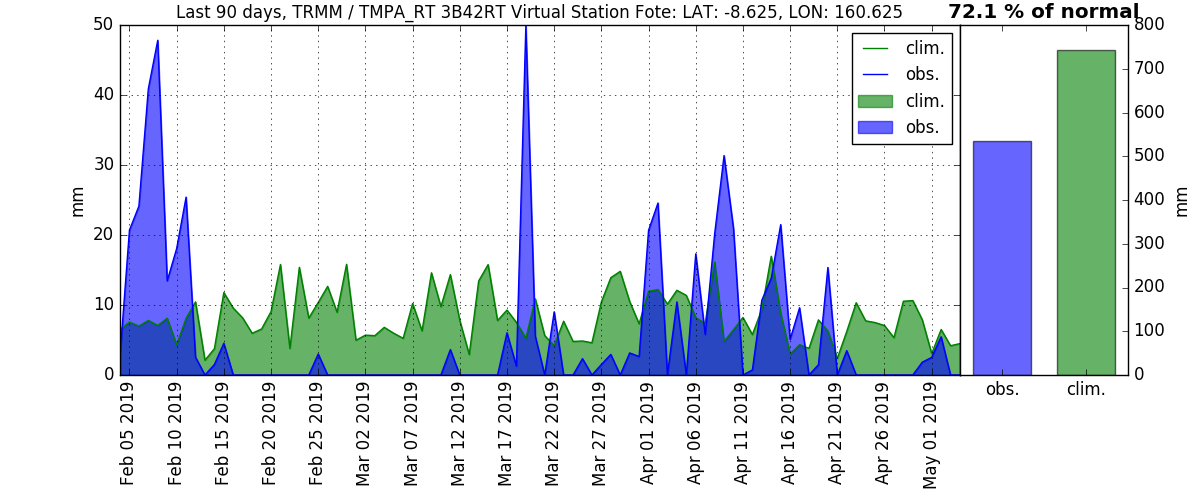 Last 90 days, TRMM / TMPA_RT 3B42RT Virtual Station Fote: LAT: -8.625, LON: 160.625
72.1 % of normal
50
40
30
20
10
0
mm
clim.
obs.
clim.
obs.
800
700
600
500
400
300
200
100
0
mm
Feb 05 2019
Feb 10 2019
Feb 15 2019
Feb 20 2019
Feb 25 2019
Mar 02 2019
Mar 07 2019
Mar 12 2019
Mar 17 2019
Mar 22 2019
Mar 27 2019
Apr 01 2019
Apr 06 2019
Apr 11 2019
Apr 16 2019
Apr 21 2019
Apr 26 2019
May 01 2019
obs.
clim.